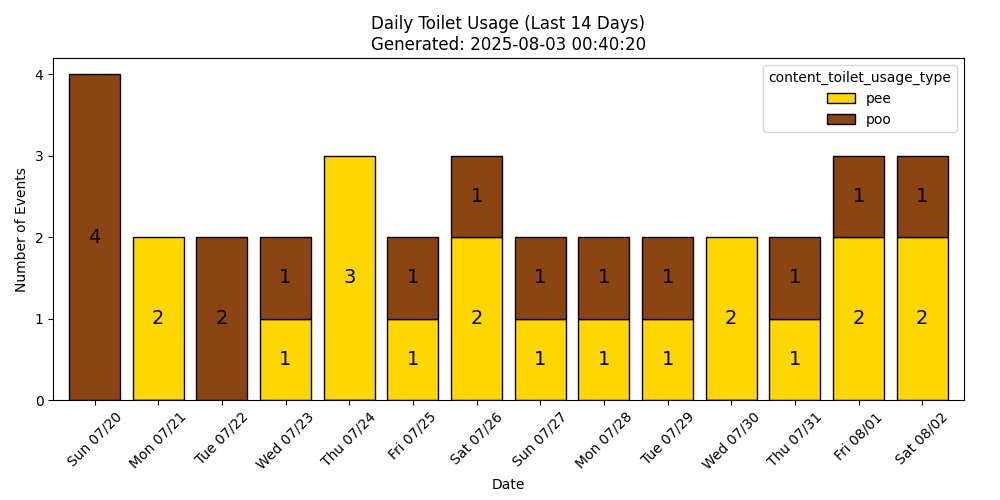 Daily Toilet Usage (Last 14 Days)
Generated: 2025-08-03 00:40:20
content_toilet_usage_type
pee
poo
Number of Events
4
3
2
1
0
4
2
2
1
1
3
1
1
1
2
1
1
1
1
1
1
2
1
1
1
2
1
2
Sun 07/20
Mon 07/21
Tue 07/22
Wed 07/23
Thu 07/24
Fri 07/25
Sat 07/26
Sun 07/27
Mon 07/28
Tue 07/29
Wed 07/30
Thu 07/31
Fri 08/01
Sat 08/02
Date